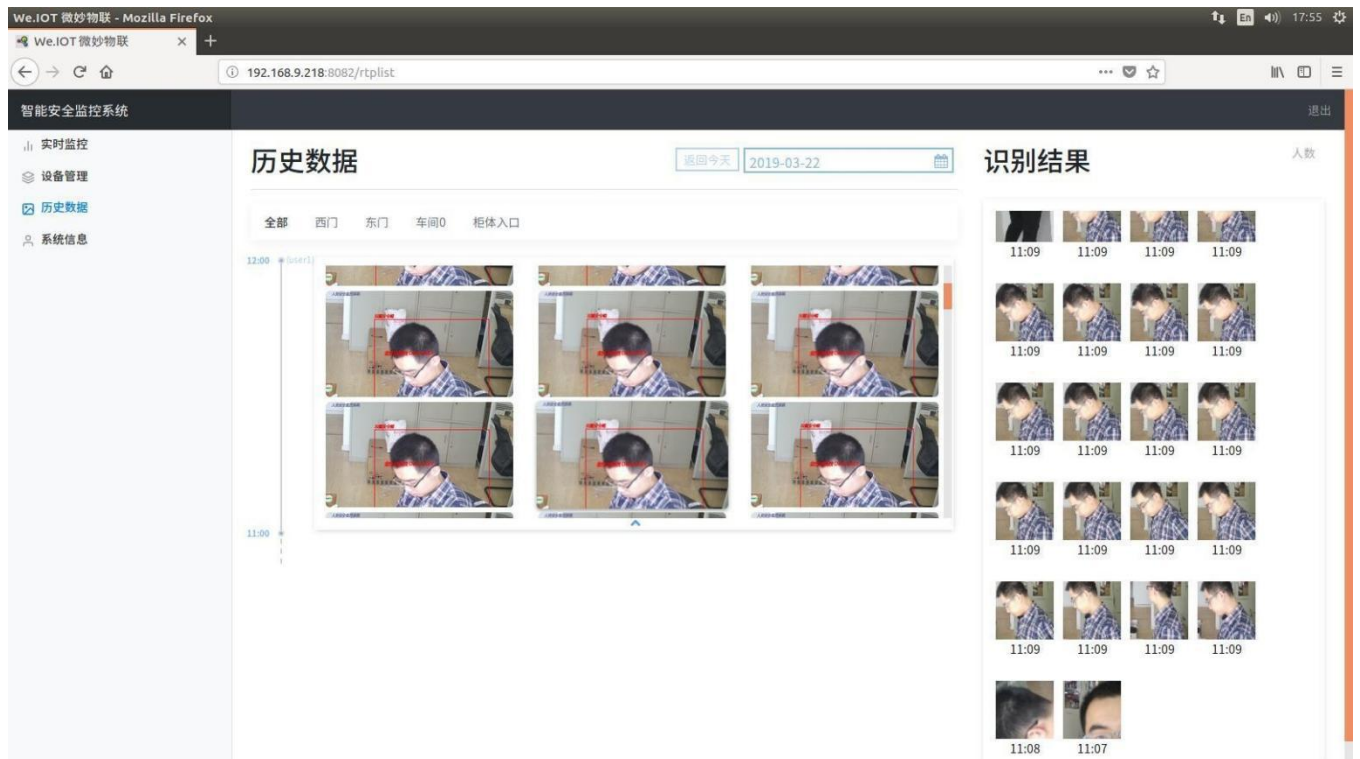 We.IOT 微妙物联 - Mozilla Firefox
En 17:55
We.IOT 微妙物联 × +
192.168.9.218:8082/rtplist
智能安全监控系统
退出
实时监控
设备管理
历史数据
系统信息
历史数据
返回今天
2019-03-22
全部 西门 东门 车间0 柜体入口
12:00
11:00
识别结果
人数
11:09 11:09 11:09 11:09
11:09 11:09 11:09 11:09
11:09 11:09 11:09 11:09
11:09 11:09 11:09 11:09
11:09 11:09 11:09 11:09
11:08 11:07